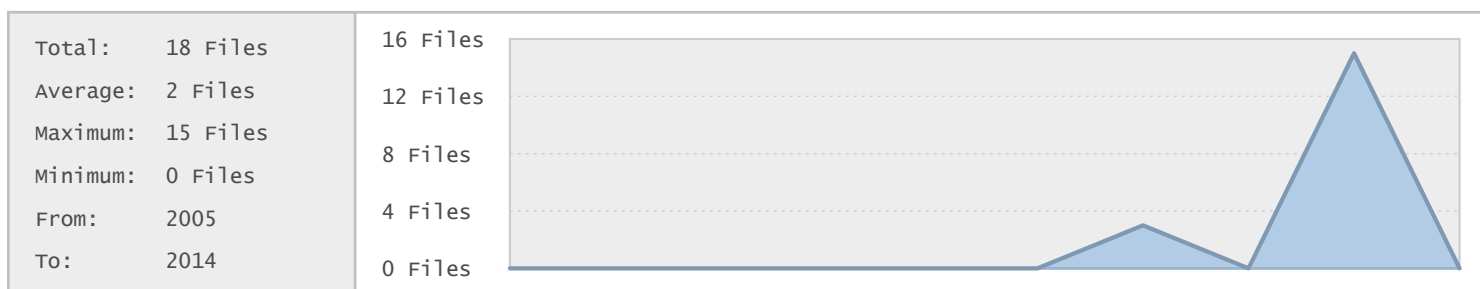 Total: 18 Files
Average: 2 Files
Maximum: 15 Files
Minimum: 0 Files
From: 2005
To: 2014
16 Files
12 Files
8 Files
4 Files
0 Files